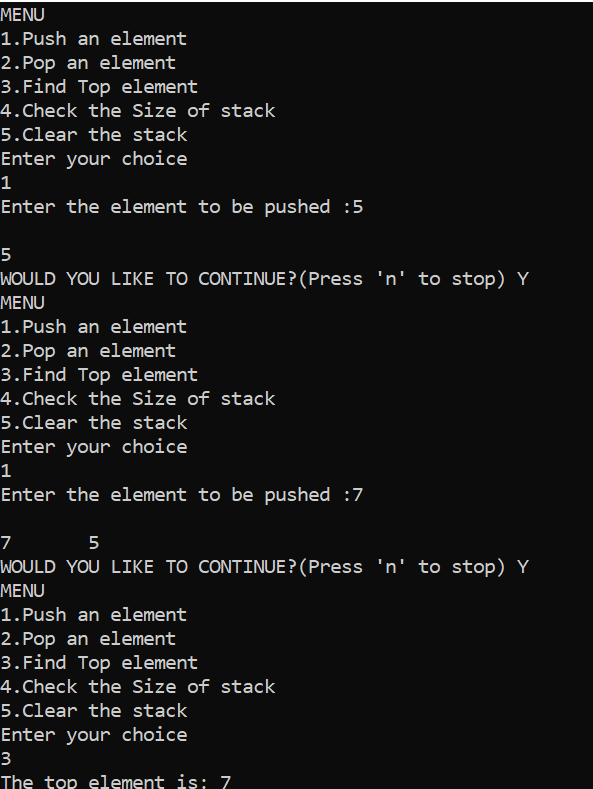 MENU
1.Push an element
2.Pop an element
3.Find Top element
4.Check the Size of stack
5.Clear the stack
Enter your choice
1
Enter the element to be pushed :5
5
WOULD YOU LIKE TO CONTINUE?(Press 'n' to stop) Y
MENU
1.Push an element
2.Pop an element
3.Find Top element
4.Check the Size of stack
5.Clear the stack
Enter your choice
1
Enter the element to be pushed :7
7       5
WOULD YOU LIKE TO CONTINUE?(Press 'n' to stop) Y
MENU
1.Push an element
2.Pop an element
3.Find Top element
4.Check the Size of stack
5.Clear the stack
Enter your choice
3
The top element is: 7